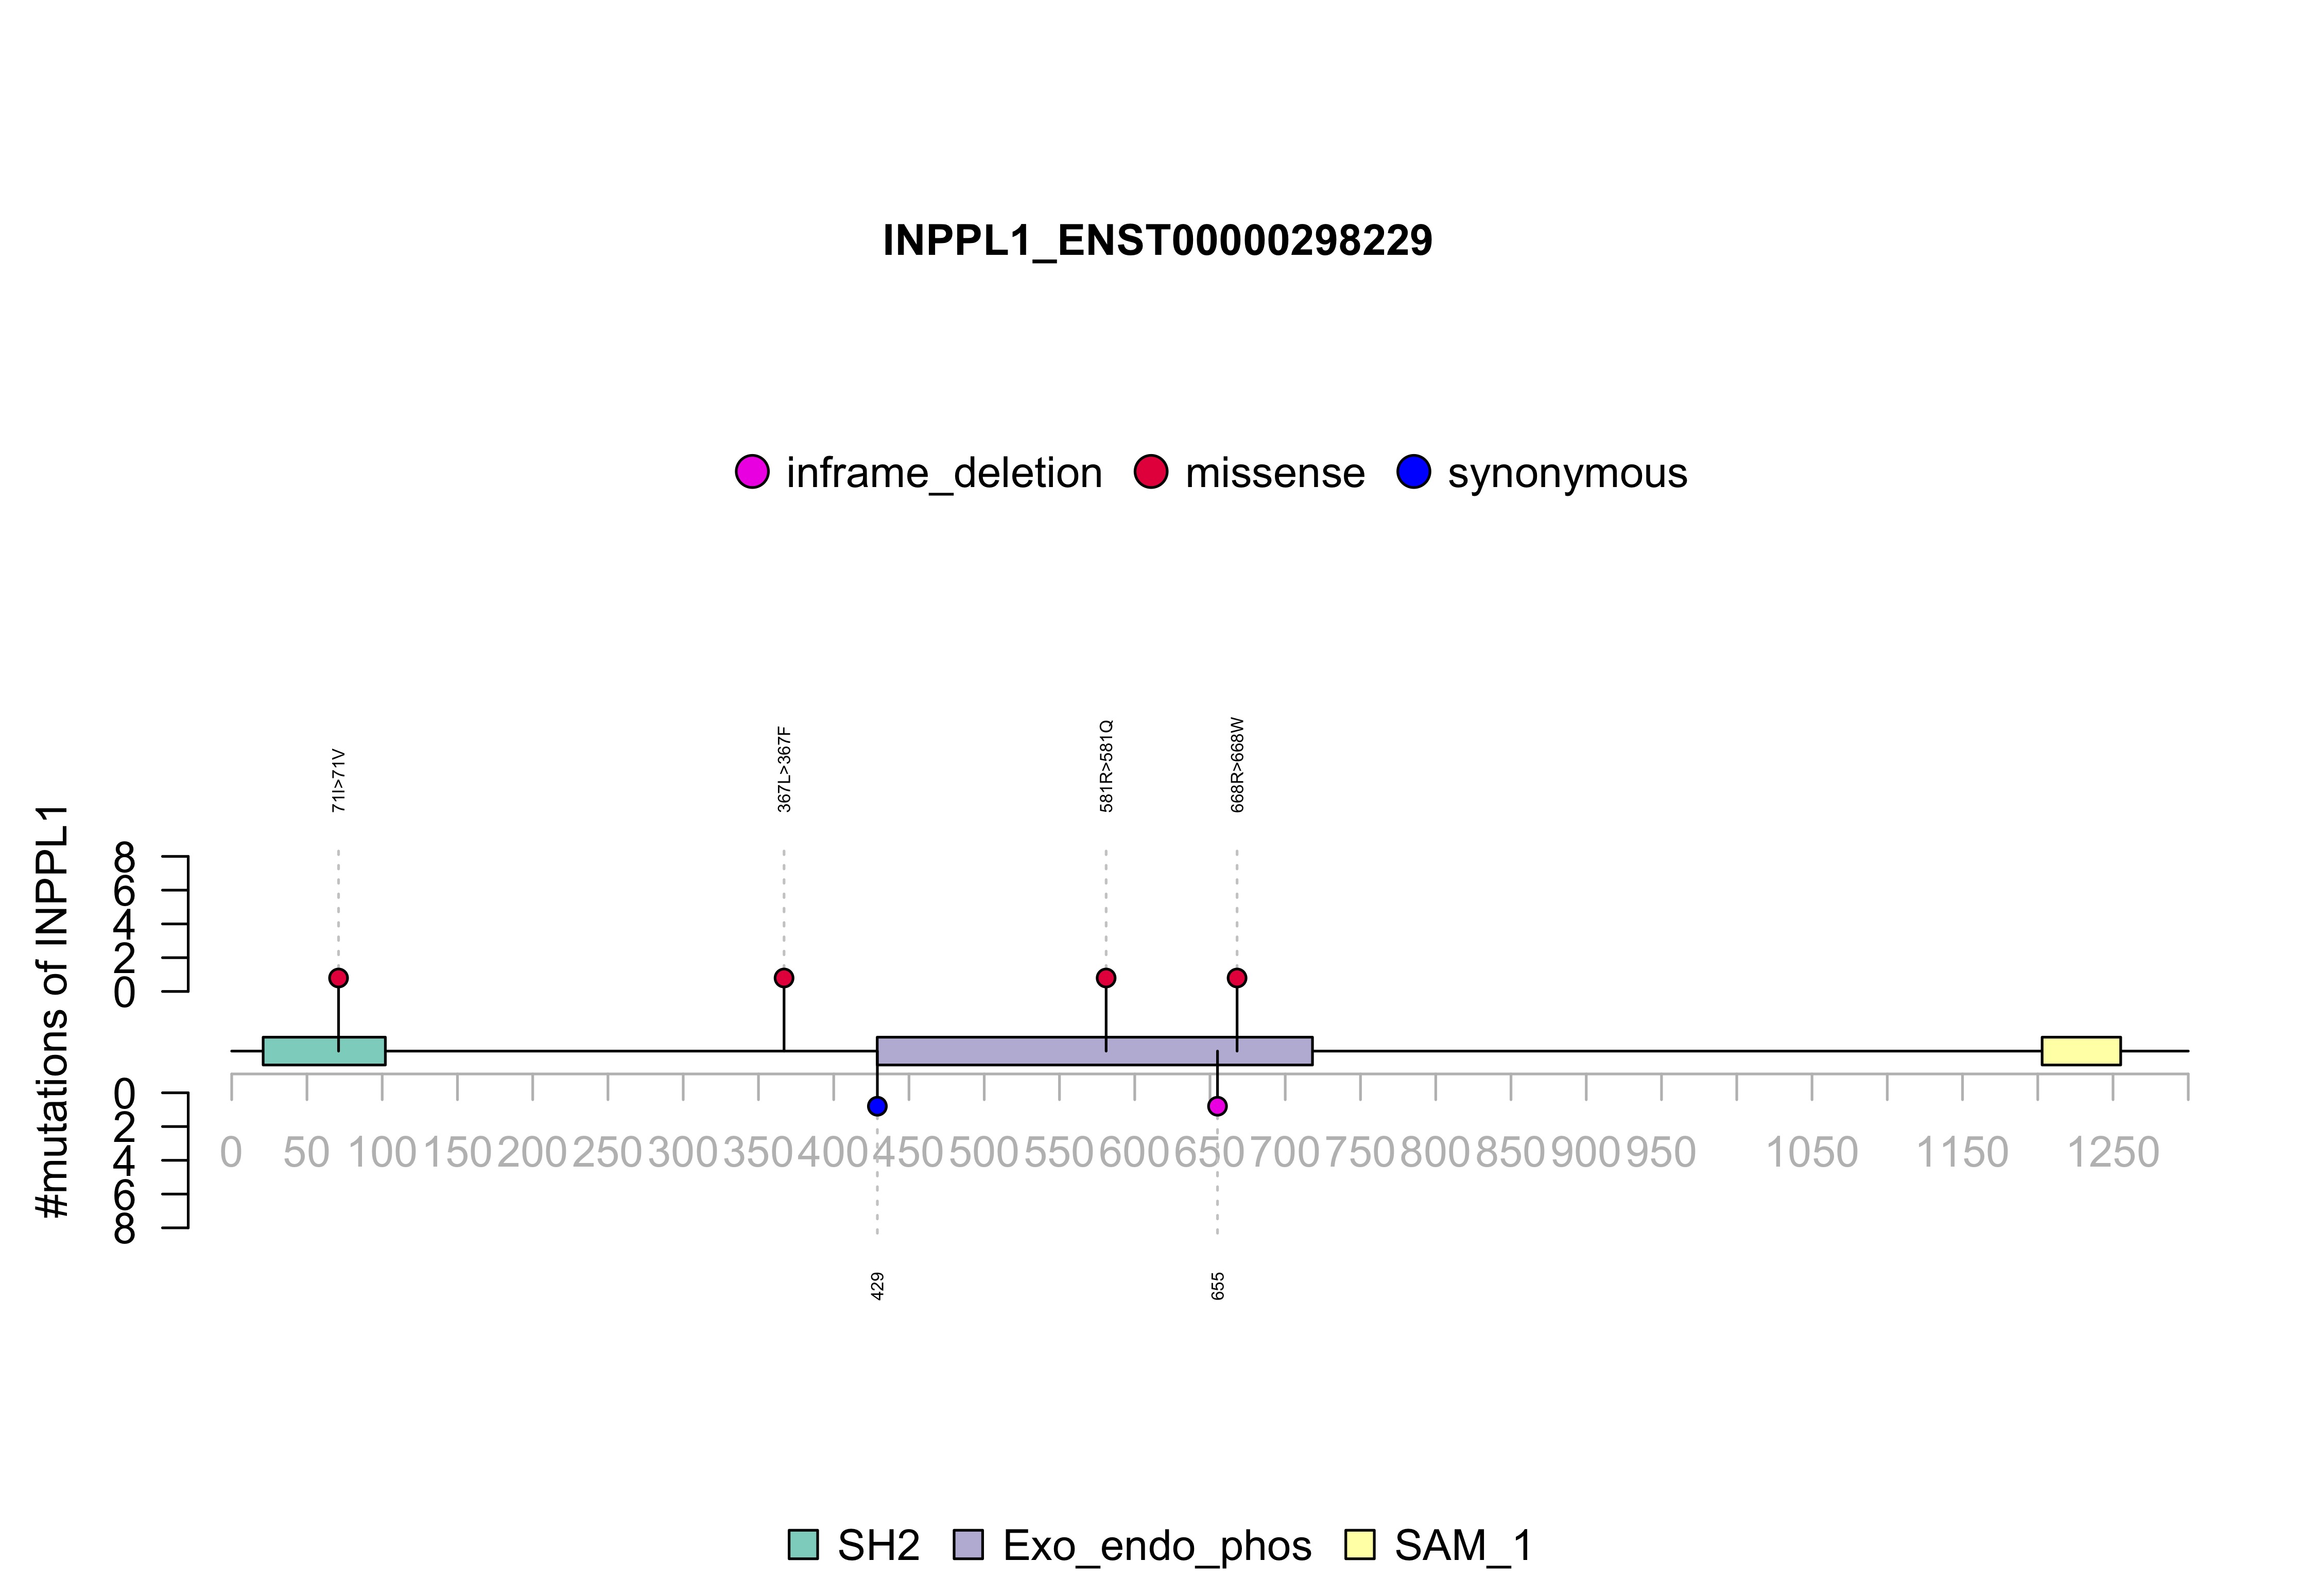 INPPL1_ENST00000298229
inframe_deletion missense synonymous
71I>71V 367L>367F 581R>581Q 668R>668W
#mutations of INPPL1
8
6
4
2
0
0
2
4
6
8
0 50 100 150 200 250 300 350 400 450 500 550 600 650 700 750 800 850 900 950 1050 1150 1250
429 655
SH2 Exo_endo_phos SAM_1